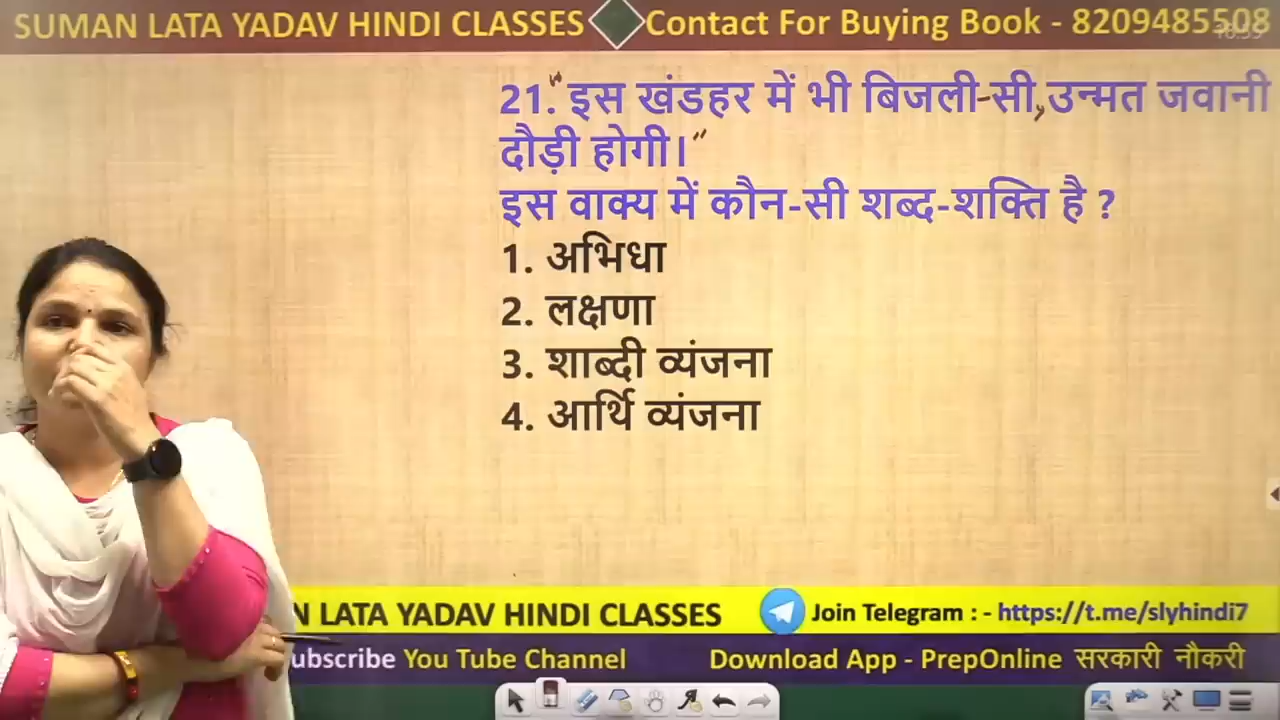 SUMAN LATA YADAV HINDI CLASSES Contact For Buying Book - 8209485508
21. " इस खंडहर में भी बिजली-सी, उन्मत जवानी
दौड़ी होगी। "
इस वाक्य में कौन-सी शब्द-शक्ति है ?
1. अभिधा
2. लक्षणा
3. शाब्दी व्यंजना
4. आर्थि व्यंजना
N LATA YADAV HINDI CLASSES Join Telegram : - https://t.me/slyhindi7
ubscribe You Tube Channel Download App - PrepOnline सरकारी नौकरी